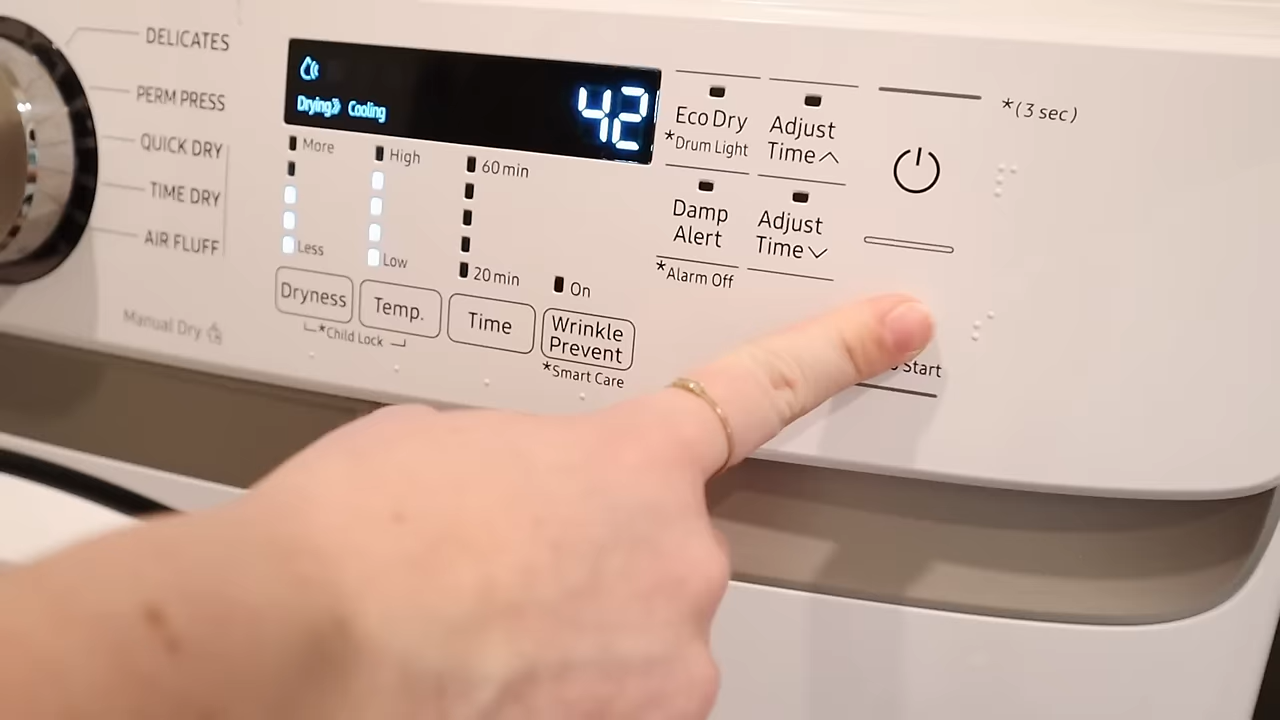 DELICATES
PERM PRESS
QUICK DRY
TIME DRY
AIR FLUFF
Manual Dry
Drying Cooling
42
More
Less
High
Low
60 min
20 min
On
Dryness
Temp.
Time
Wrinkle
Prevent
*Child Lock
*Smart Care
Eco Dry
*Drum Light
Adjust
Time
Damp
Alert
*Alarm Off
Adjust
Time
*(3 sec)
Start